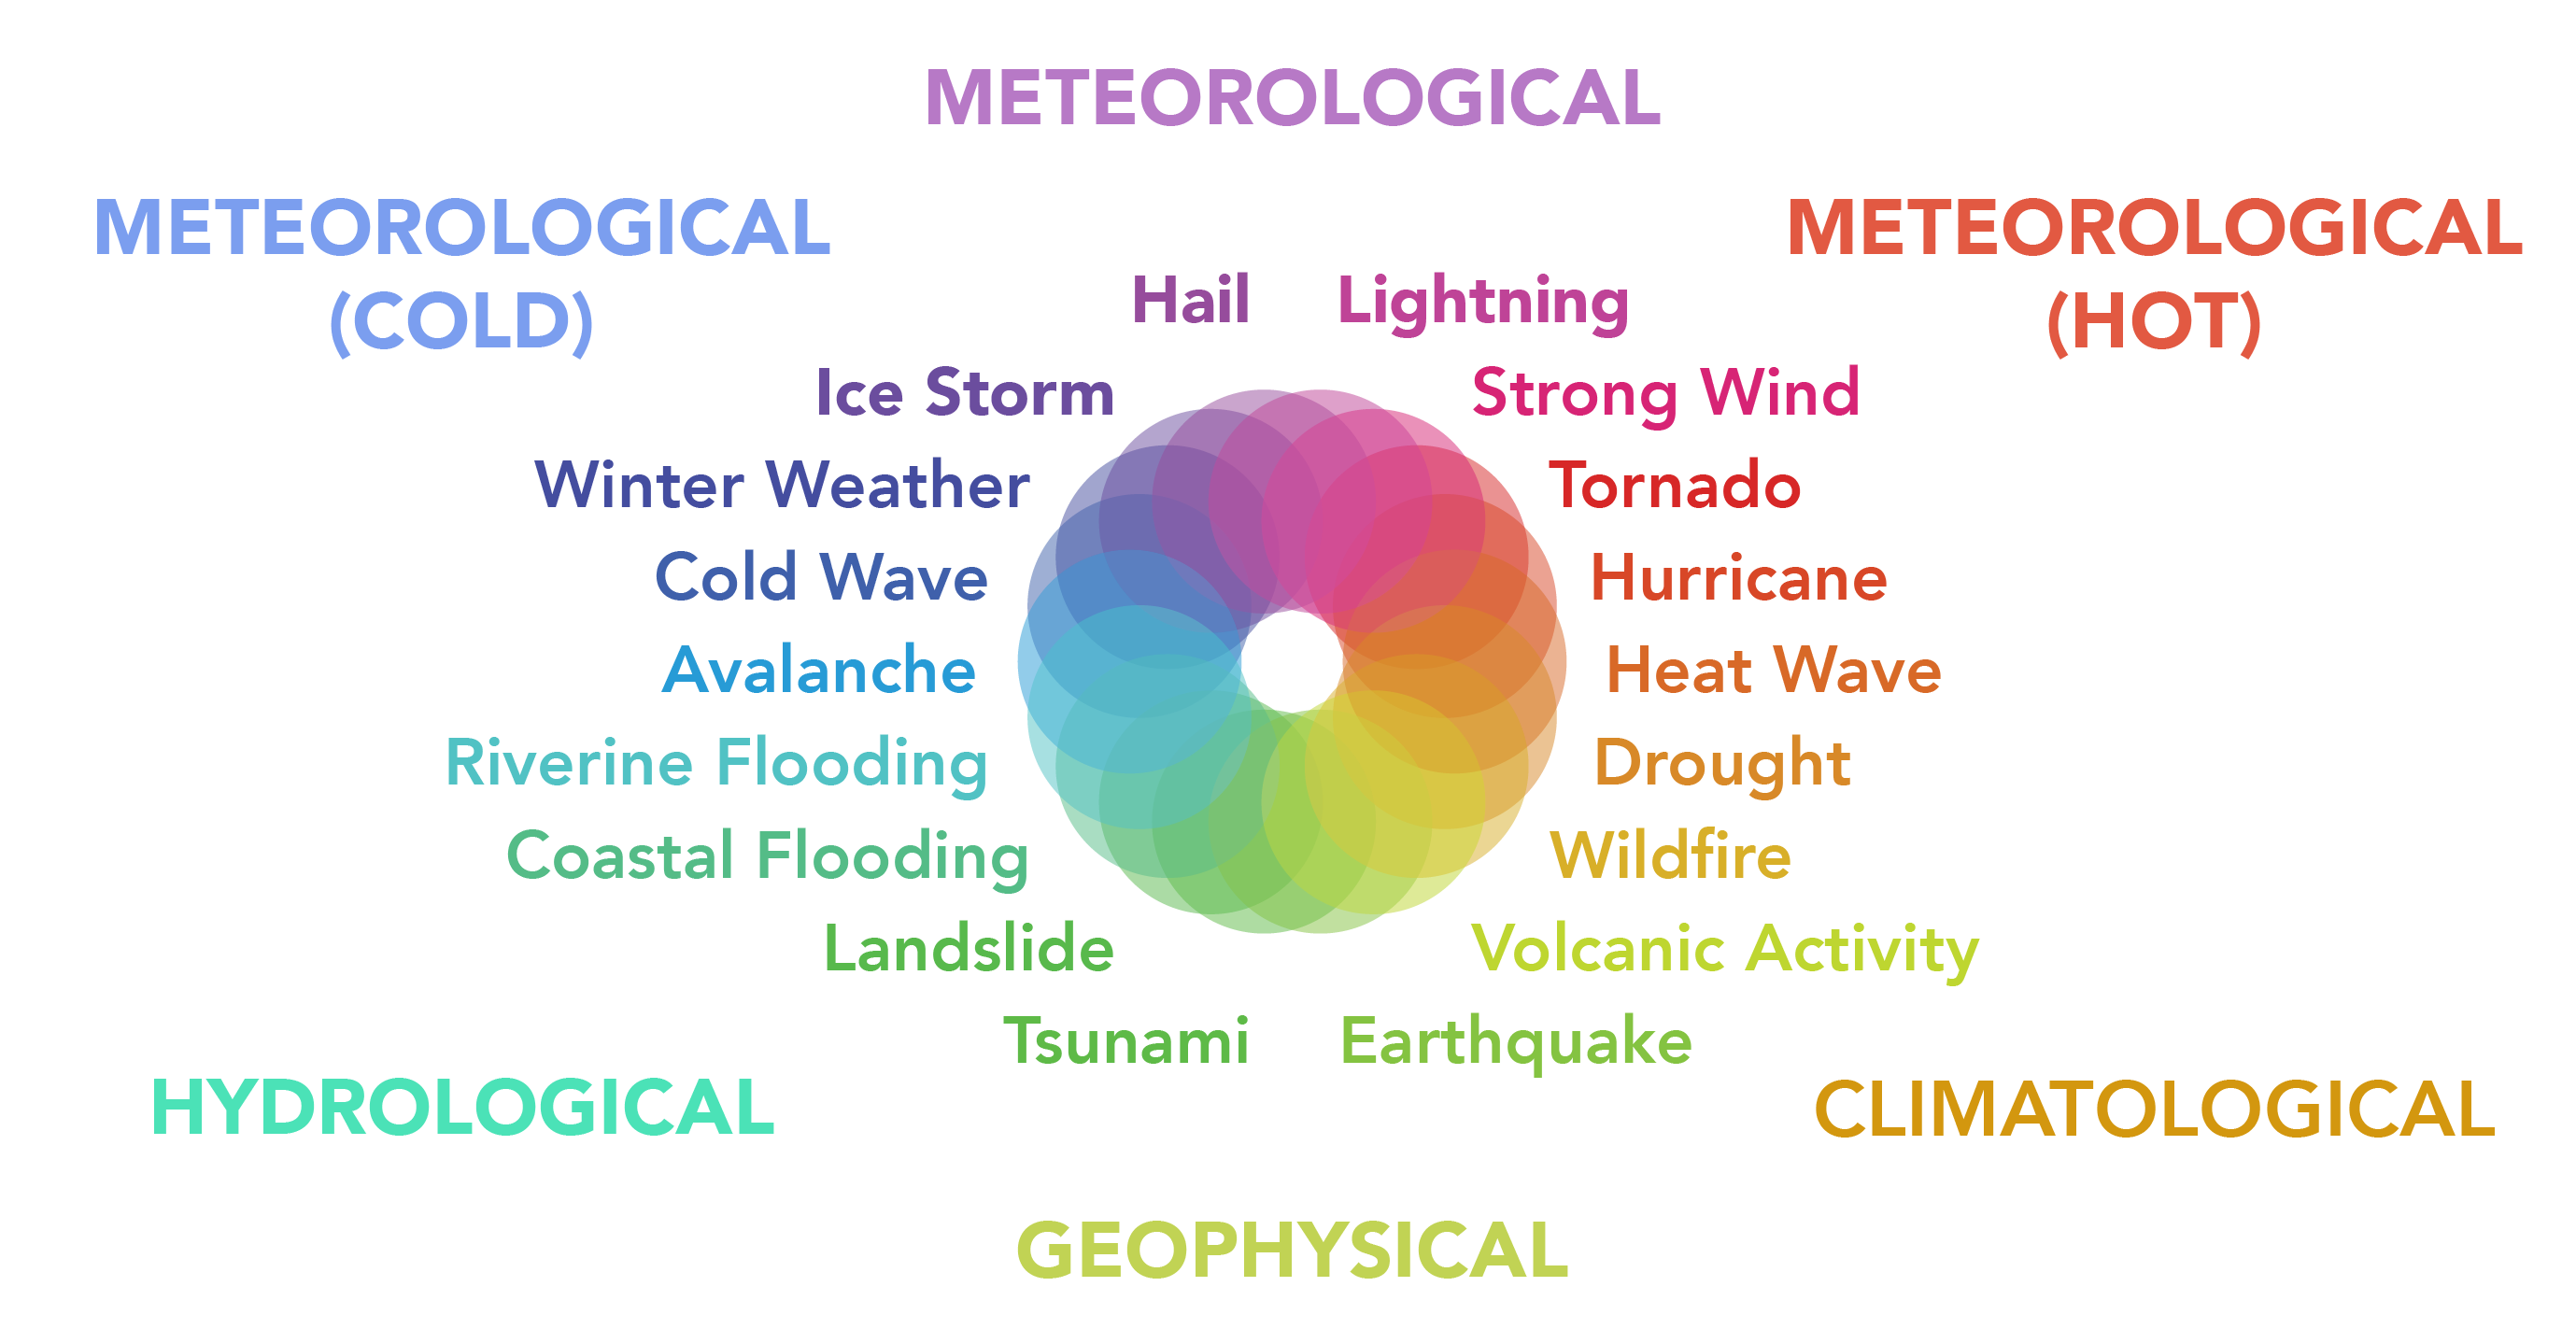 METEOROLOGICAL
METEOROLOGICAL
(COLD)
METEOROLOGICAL
(HOT)
Hail
Lightning
Ice Storm
Strong Wind
Winter Weather
Tornado
Cold Wave
Hurricane
Avalanche
Heat Wave
Riverine Flooding
Drought
Coastal Flooding
Wildfire
Landslide
Volcanic Activity
Tsunami
Earthquake
HYDROLOGICAL
CLIMATOLOGICAL
GEOPHYSICAL